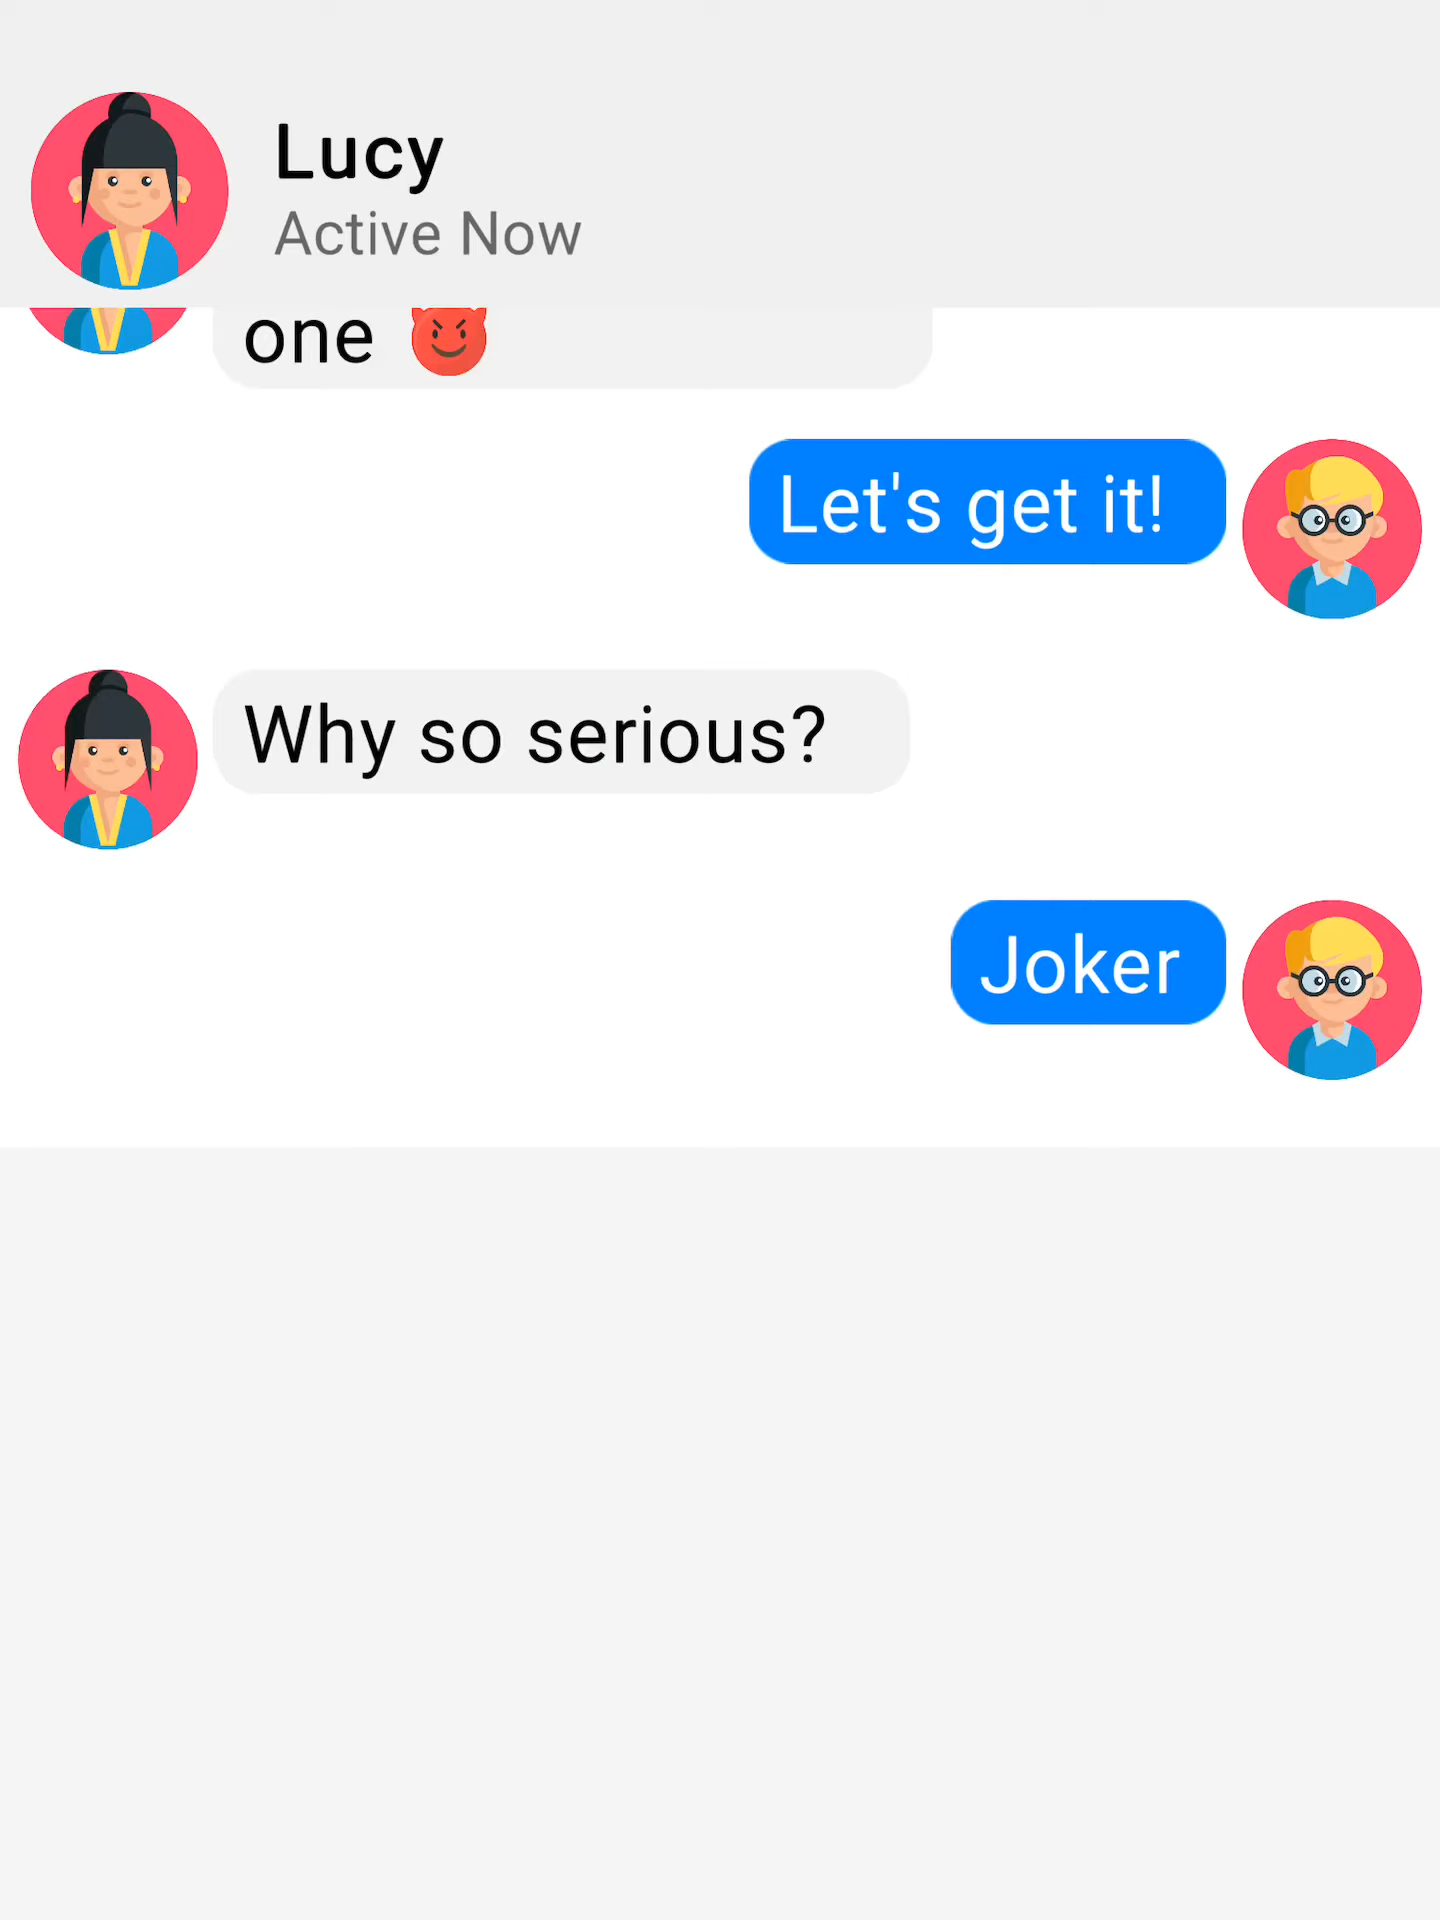 Lucy
Active Now
one 😈
Let's get it!
Why so serious?
Joker